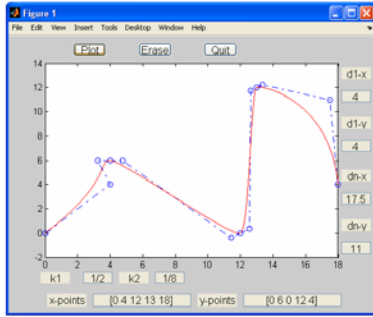 Figure 1
File Edit View Insert Tools Desktop Window Help
Plot Erase Quit
14
12
10
8
6
4
2
0
-2
0 2 4 6 8 10 12 14 16 18
d1-x
4
d1-y
4
dn-x
17.5
dn-y
11
k1 1/2 k2 1/8
x-points [0 4 12 13 18] y-points [0 6 0 12 4]